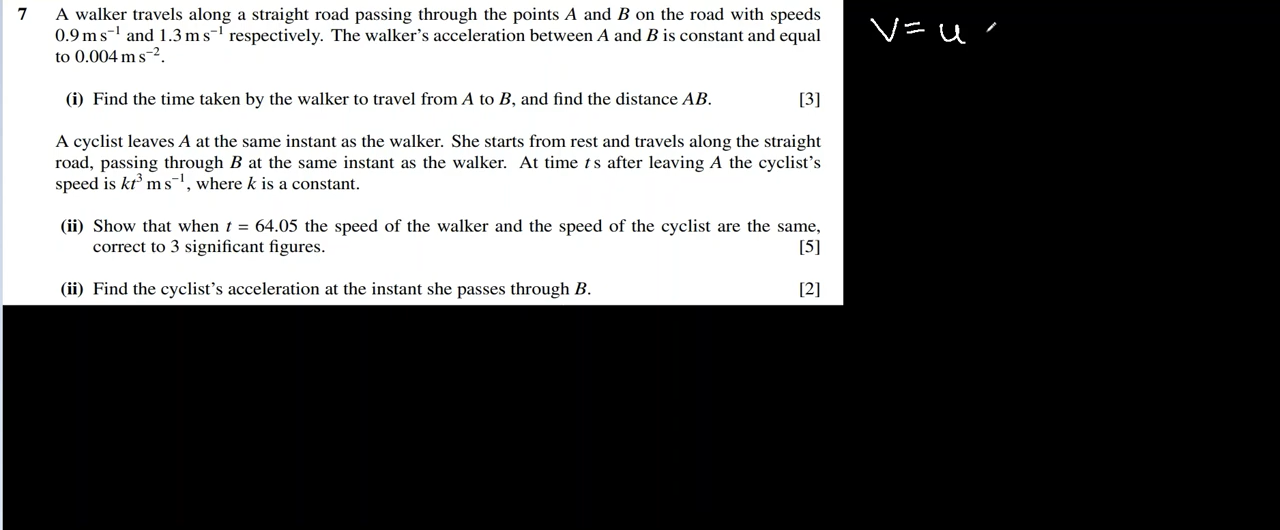 7 A walker travels along a straight road passing through the points A and B on the road with speeds
0.9 m s⁻¹ and 1.3 m s⁻¹ respectively. The walker's acceleration between A and B is constant and equal
to 0.004 m s⁻².
(i) Find the time taken by the walker to travel from A to B, and find the distance AB. [3]
A cyclist leaves A at the same instant as the walker. She starts from rest and travels along the straight
road, passing through B at the same instant as the walker. At time t s after leaving A the cyclist's
speed is kt³ m s⁻¹, where k is a constant.
(ii) Show that when t = 64.05 the speed of the walker and the speed of the cyclist are the same,
correct to 3 significant figures. [5]
(ii) Find the cyclist's acceleration at the instant she passes through B. [2]
v = u